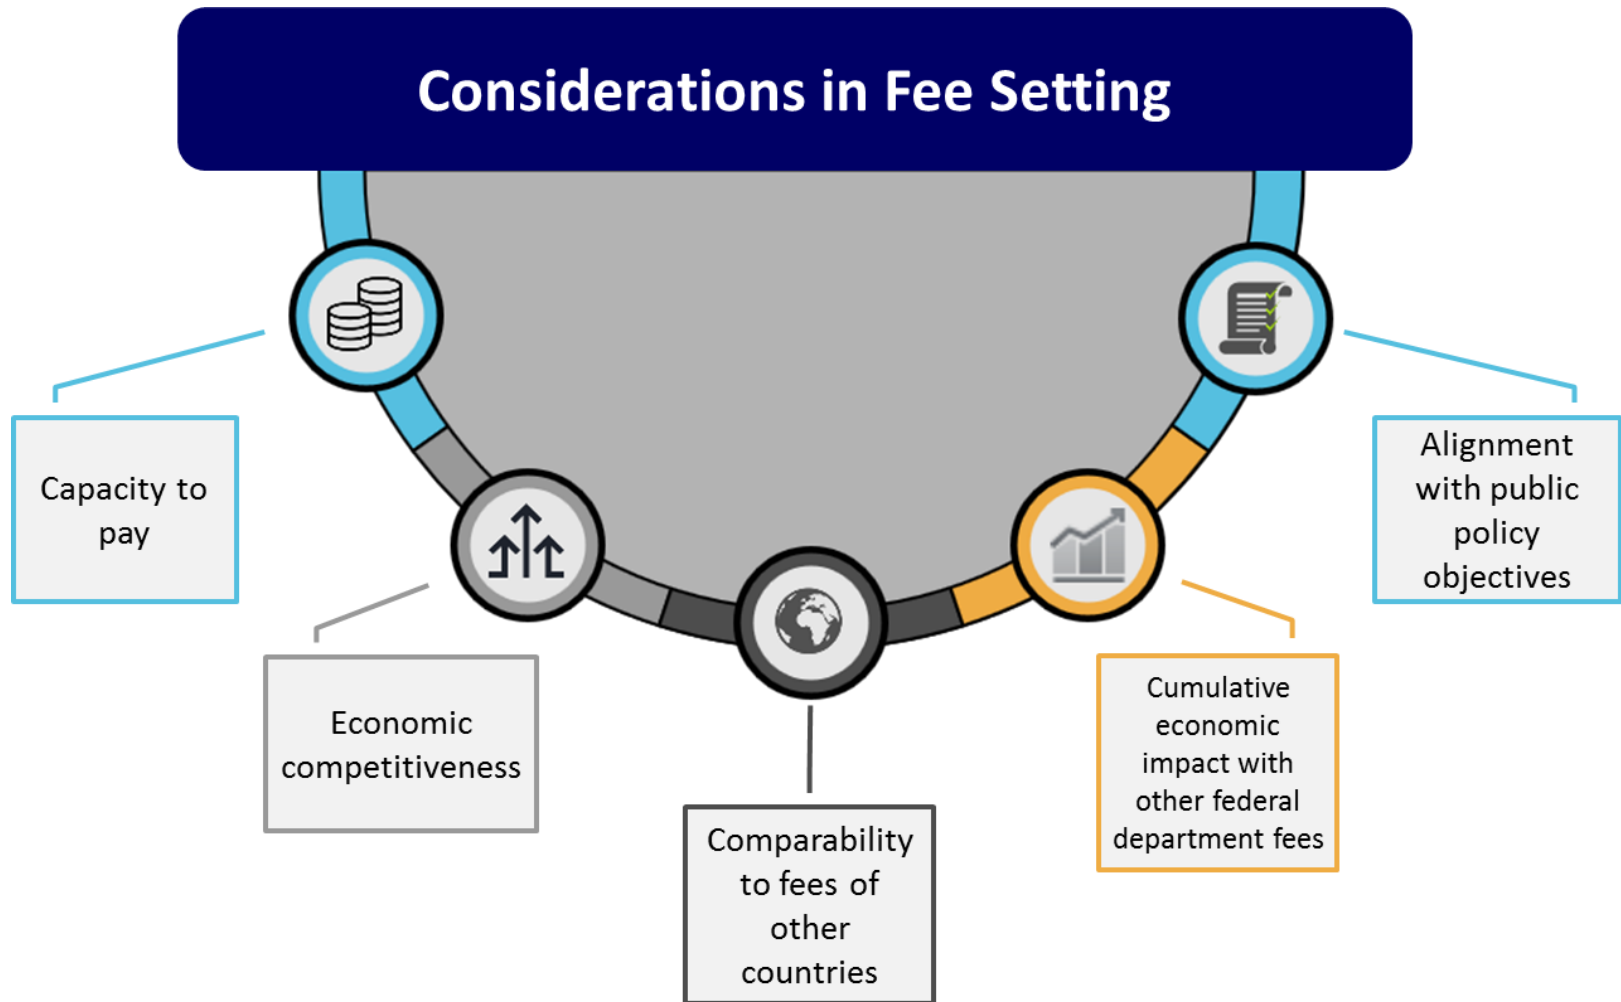 Considerations in Fee Setting
Capacity to
pay
Economic
competitiveness
Comparability
to fees of
other
countries
Cumulative
economic
impact with
other federal
department fees
Alignment
with public
policy
objectives